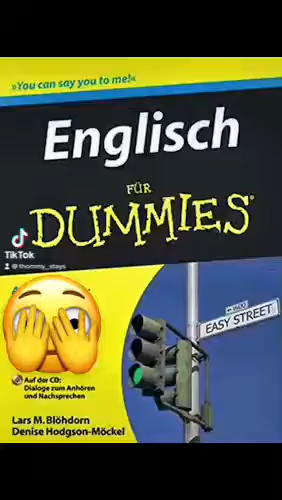 »You can say you to me!«
Englisch
FÜR
DUMMIES®
TikTok
@thommy_stays
EASY STREET
Auf der CD:
Dialoge zum Anhören
und Nachsprechen
Lars M. Blöhdorn
Denise Hodgson-Möckel